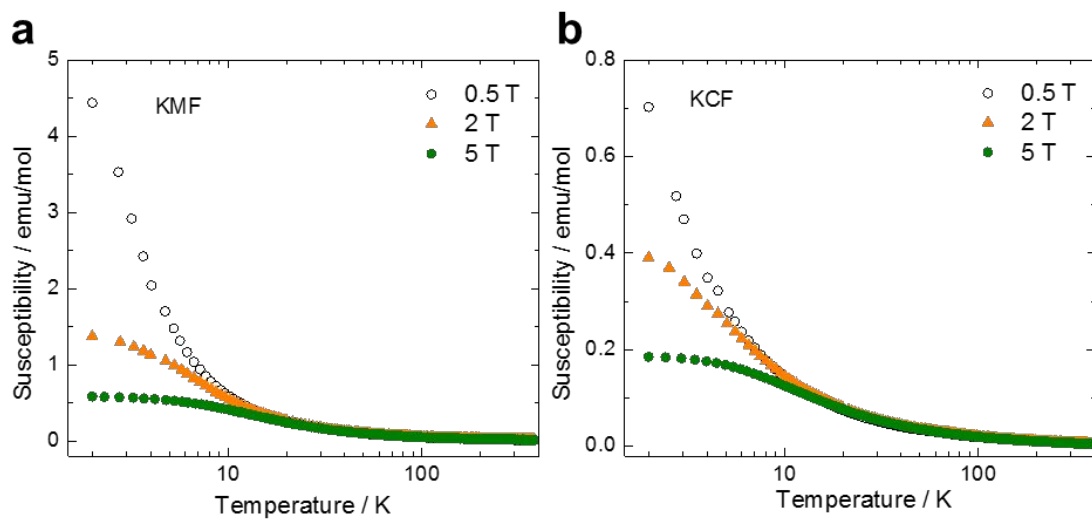 a
5
4
3
2
1
0
KMF
0.5 T
2 T
5 T
10
100
Susceptibility / emu/mol
Temperature / K
b
0.8
0.6
0.4
0.2
0.0
KCF
0.5 T
2 T
5 T
10
100
Susceptibility / emu/mol
Temperature / K